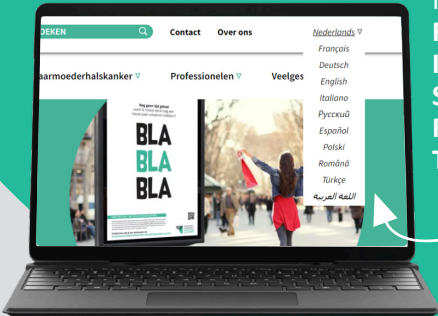 OEKEN
Contact
Over ons
Nederlands ▽
Français
Deutsch
English
Italiano
Русский
Español
Polski
Română
Türkçe
اللغة العربية
aarmoederhalskanker ▽
Professionelen ▽
Veelges
BLA
BLA
BLA